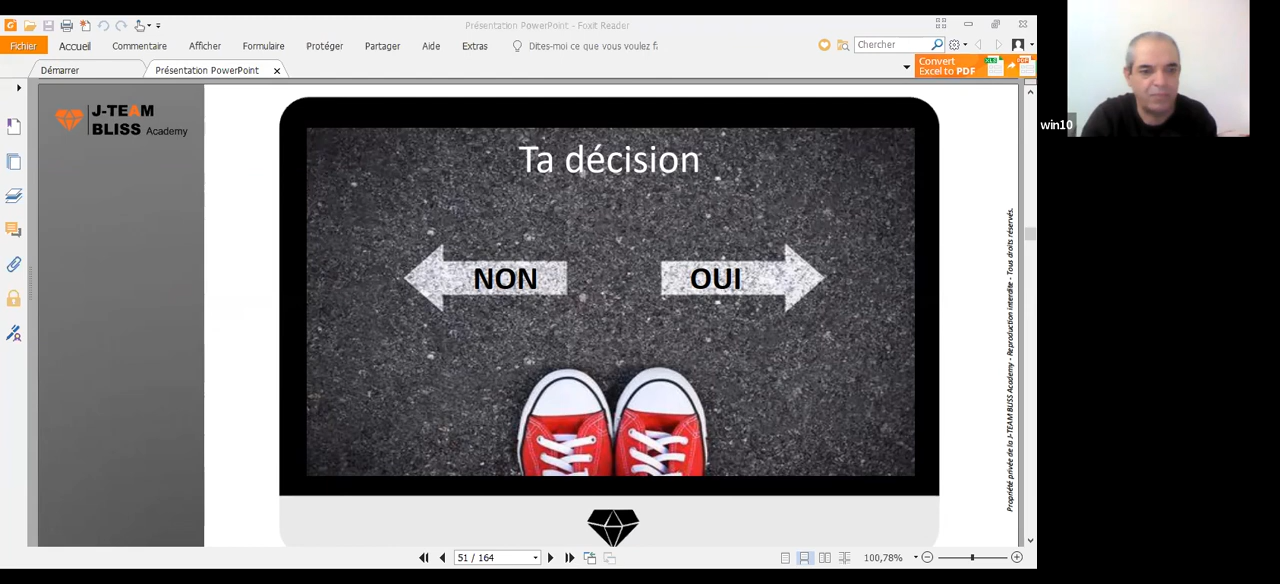 Présentation PowerPoint - Foxit Reader
Fichier Accueil Commentaire Afficher Formulaire Protéger Partager Aide Extras Dites-moi ce que vous voulez fa Chercher
Démarrer Présentation PowerPoint
Convert
Excel to PDF
J-TEAM
BLISS Academy
Ta décision
NON OUI
Propriété privée de la J-TEAM BLISS Academy - Reproduction interdite - Tous droits réservés.
51 / 164 100,78%
win10